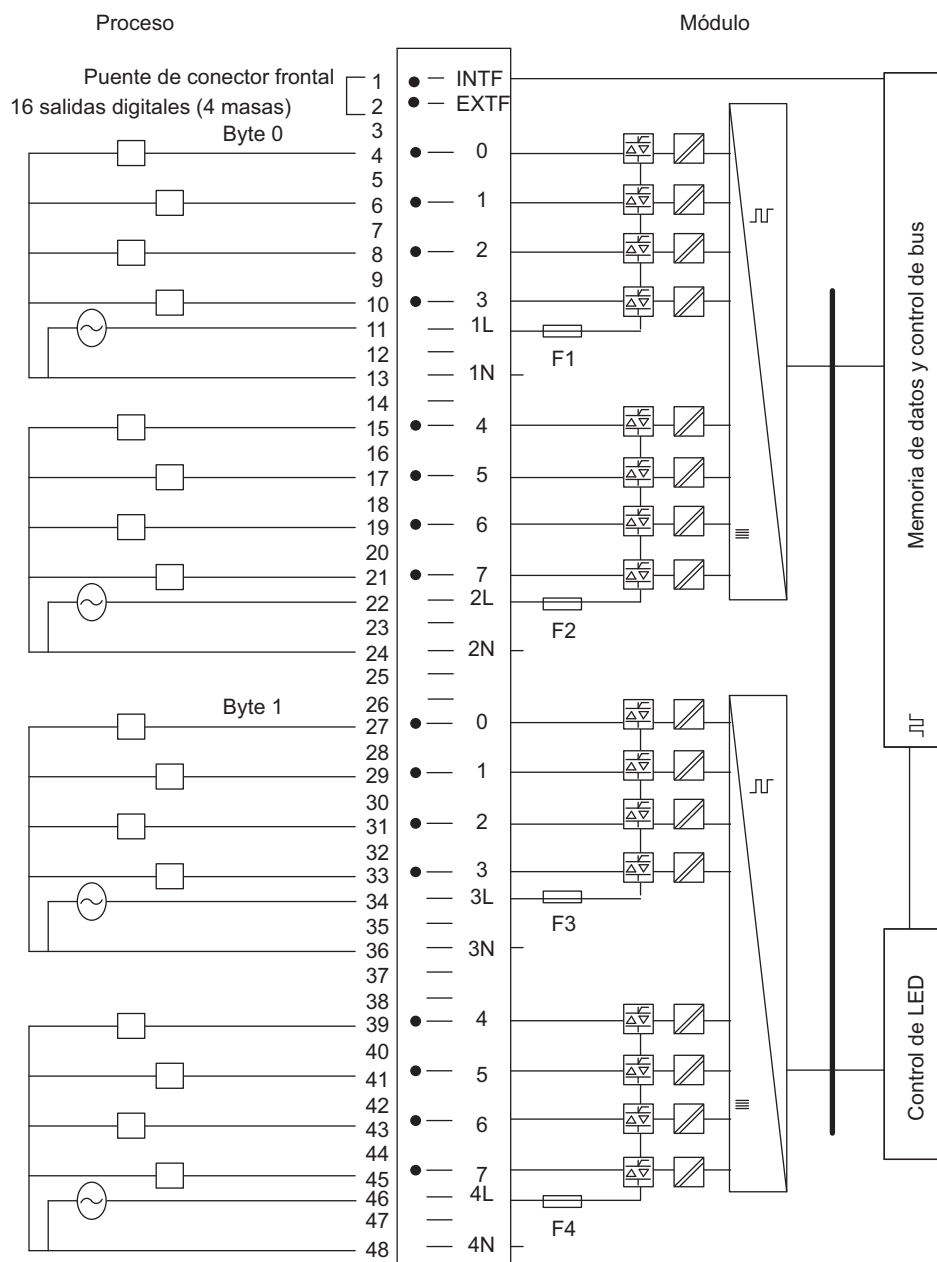 Proceso Módulo
Puente de conector frontal 1 INTF
16 salidas digitales (4 masas) 2 EXTF
3
Byte 0
4 0
5
6 1
7
8 2
9
10 3
11 1L
F1
12
13 1N
14
15 4
16
17 5
18
19 6
20
21 7
22 2L
F2
23
24 2N
25
26
Byte 1
27 0
28
29 1
30
31 2
32
33 3
34 3L
F3
35
36 3N
37
38
39 4
40
41 5
42
43 6
44
45 7
46 4L
F4
47
48 4N
Memoria de datos y control de bus
Control de LED